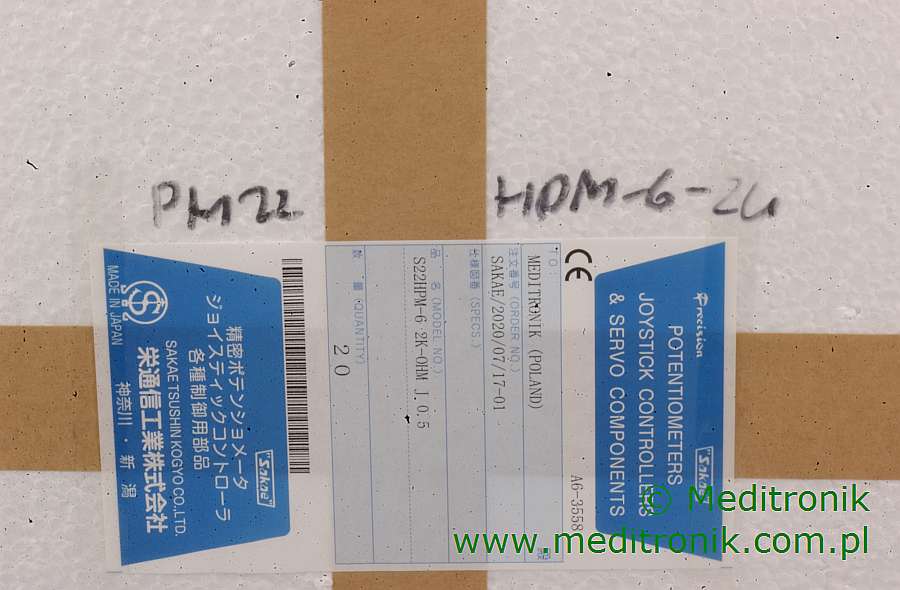 PM22
HDM-6-2K
Precision
POTENTIOMETERS
JOYSTICK CONTROLLERS
& SERVO COMPONENTS
"Sakae"
CE
A6-3558
TO:
MEDITRONIK (POLAND)
注文番号 (ORDER NO.)
SAKAE/2020/07/17-01
仕様図番 (SPECS.)
品 名 (MODEL NO.)
S22HPM-6 2K-OHM J 0.5
数 量 (QUANTITY)
20
"Sakae"
精密ポテンショメータ
ジョイスティックコントローラ
各種制御用部品
SAKAE TSUSHIN KOGYO CO.,LTD.
栄通信工業株式会社
神奈川・新潟
MADE IN JAPAN
© Meditronik
www.meditronik.com.pl